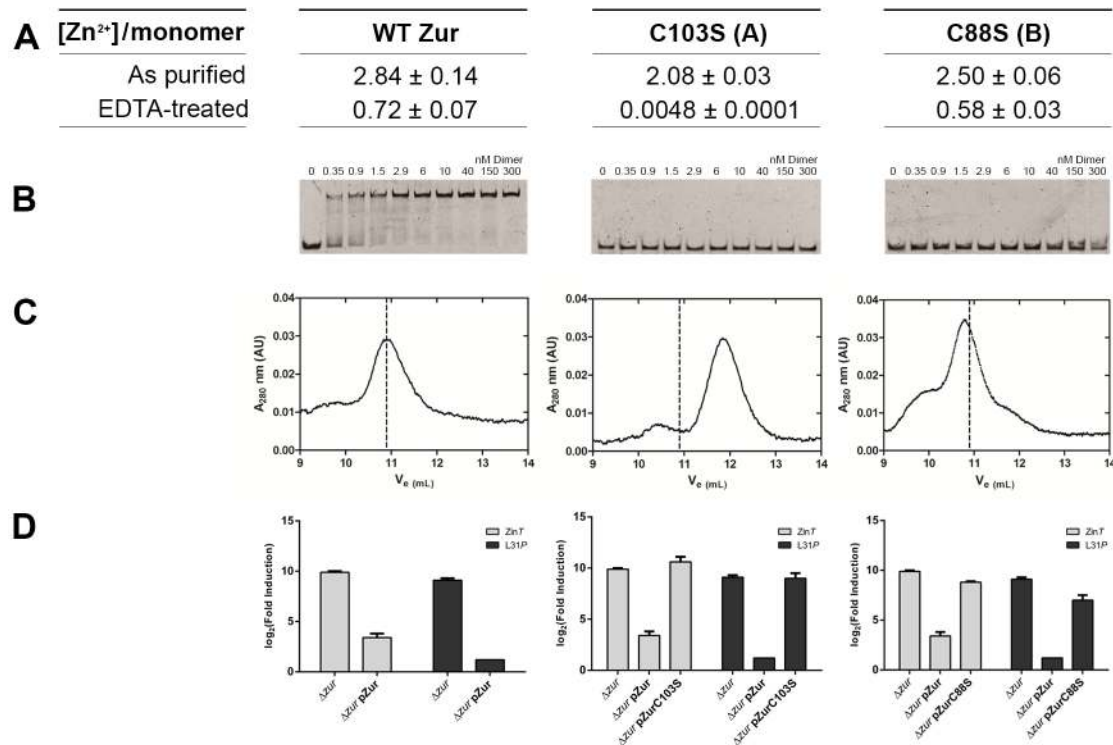 A
[Zn²⁺]/monomer WT Zur C103S (A) C88S (B)
As purified 2.84 ± 0.14 2.08 ± 0.03 2.50 ± 0.06
EDTA-treated 0.72 ± 0.07 0.0048 ± 0.0001 0.58 ± 0.03
B
nM Dimer nM Dimer nM Dimer
0 0.35 0.9 1.5 2.9 6 10 40 150 300
0 0.35 0.9 1.5 2.9 6 10 40 150 300
0 0.35 0.9 1.5 2.9 6 10 40 150 300
C
A₂₈₀ nm (AU)
0.04
0.03
0.02
0.01
0.00
9 10 11 12 13 14
Vₑ (mL)
A₂₈₀ nm (AU)
0.04
0.03
0.02
0.01
0.00
9 10 11 12 13 14
Vₑ (mL)
A₂₈₀ nm (AU)
0.04
0.03
0.02
0.01
0.00
9 10 11 12 13 14
Vₑ (mL)
D
log₂(Fold Induction)
15
10
5
0
ZinT
L31P
Δzur
Δzur pZur
Δzur
Δzur pZur
log₂(Fold Induction)
15
10
5
0
ZinT
L31P
Δzur
Δzur pZur
Δzur pZurC103S
Δzur
Δzur pZur
Δzur pZurC103S
log₂(Fold Induction)
15
10
5
0
ZinT
L31P
Δzur
Δzur pZur
Δzur pZurC88S
Δzur
Δzur pZur
Δzur pZurC88S